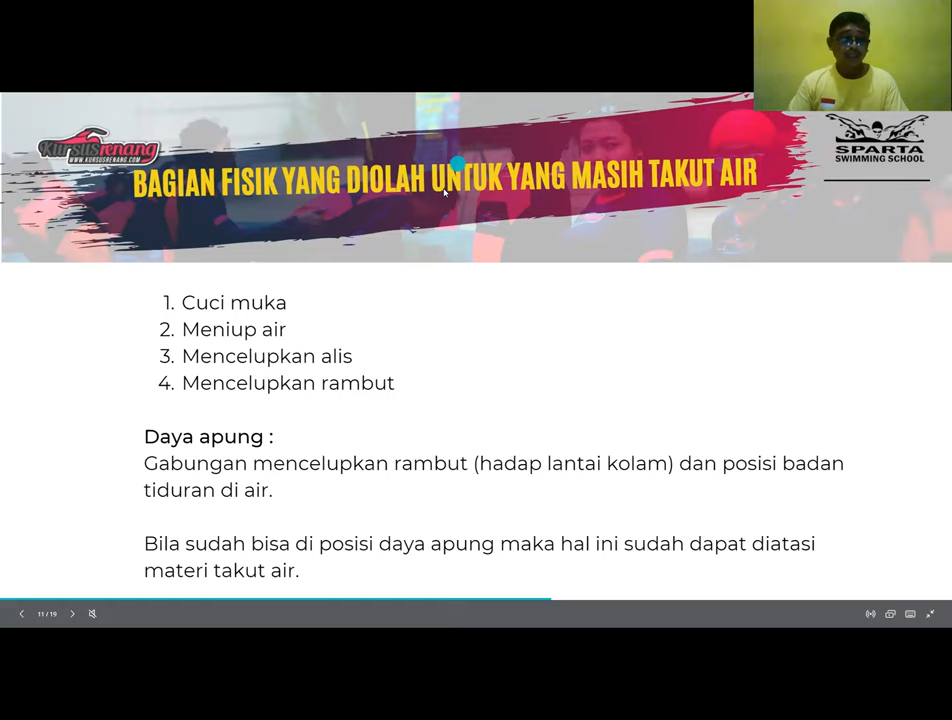 Kursusrenang
WWW.KURSUSRENANG.COM
BAGIAN FISIK YANG DIOLAH UNTUK YANG MASIH TAKUT AIR
SPARTA
SWIMMING SCHOOL
1. Cuci muka
2. Meniup air
3. Mencelupkan alis
4. Mencelupkan rambut
Daya apung :
Gabungan mencelupkan rambut (hadap lantai kolam) dan posisi badan
tiduran di air.
Bila sudah bisa di posisi daya apung maka hal ini sudah dapat diatasi
materi takut air.
11 / 19